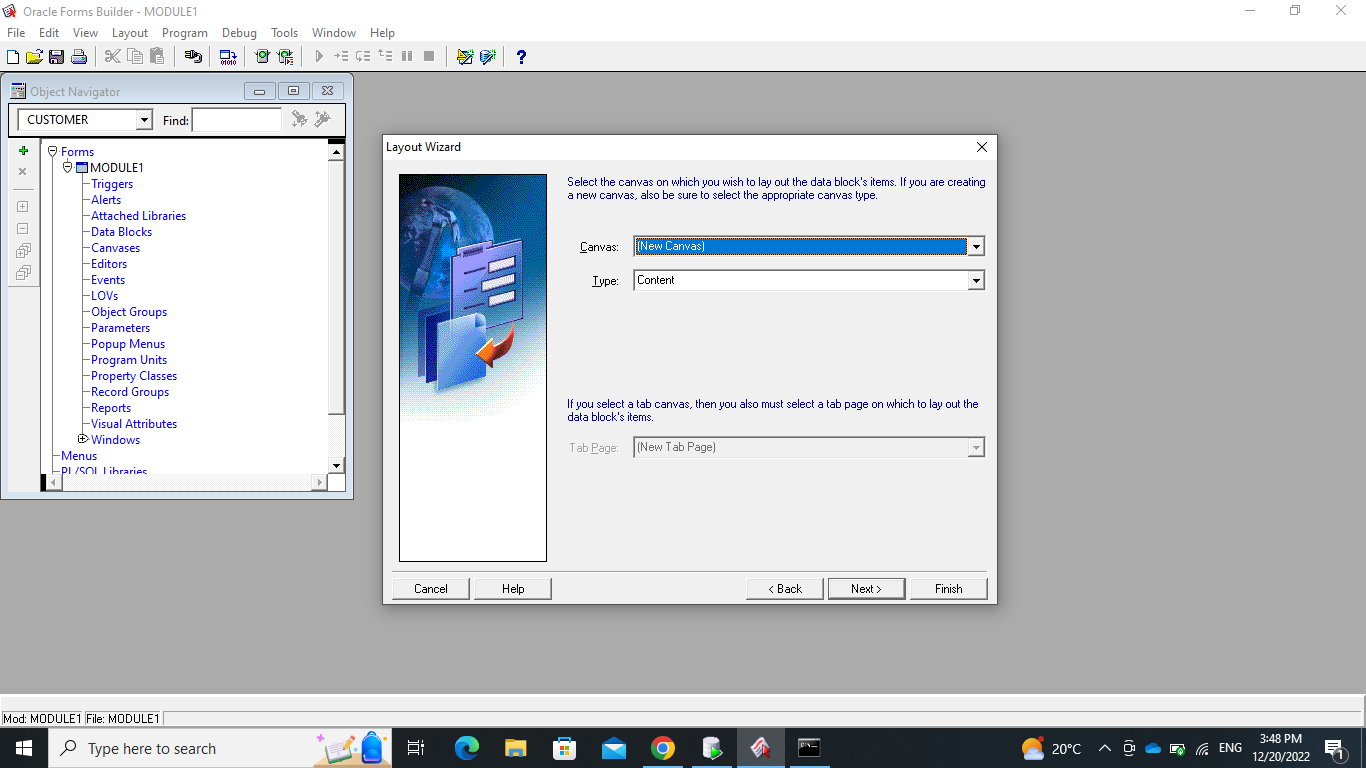 Oracle Forms Builder - MODULE1
File Edit View Layout Program Debug Tools Window Help
Object Navigator
CUSTOMER Find:
Forms
MODULE1
Triggers
Alerts
Attached Libraries
Data Blocks
Canvases
Editors
Events
LOVs
Object Groups
Parameters
Popup Menus
Program Units
Property Classes
Record Groups
Reports
Visual Attributes
Windows
Menus
PL/SQL Libraries
Layout Wizard
Select the canvas on which you wish to lay out the data block's items. If you are creating
a new canvas, also be sure to select the appropriate canvas type.
Canvas: (New Canvas)
Type: Content
If you select a tab canvas, then you also must select a tab page on which to lay out the
data block's items.
Tab Page: (New Tab Page)
Cancel Help < Back Next > Finish
Mod: MODULE1 File: MODULE1
Type here to search
20°C
ENG
3:48 PM
12/20/2022
1